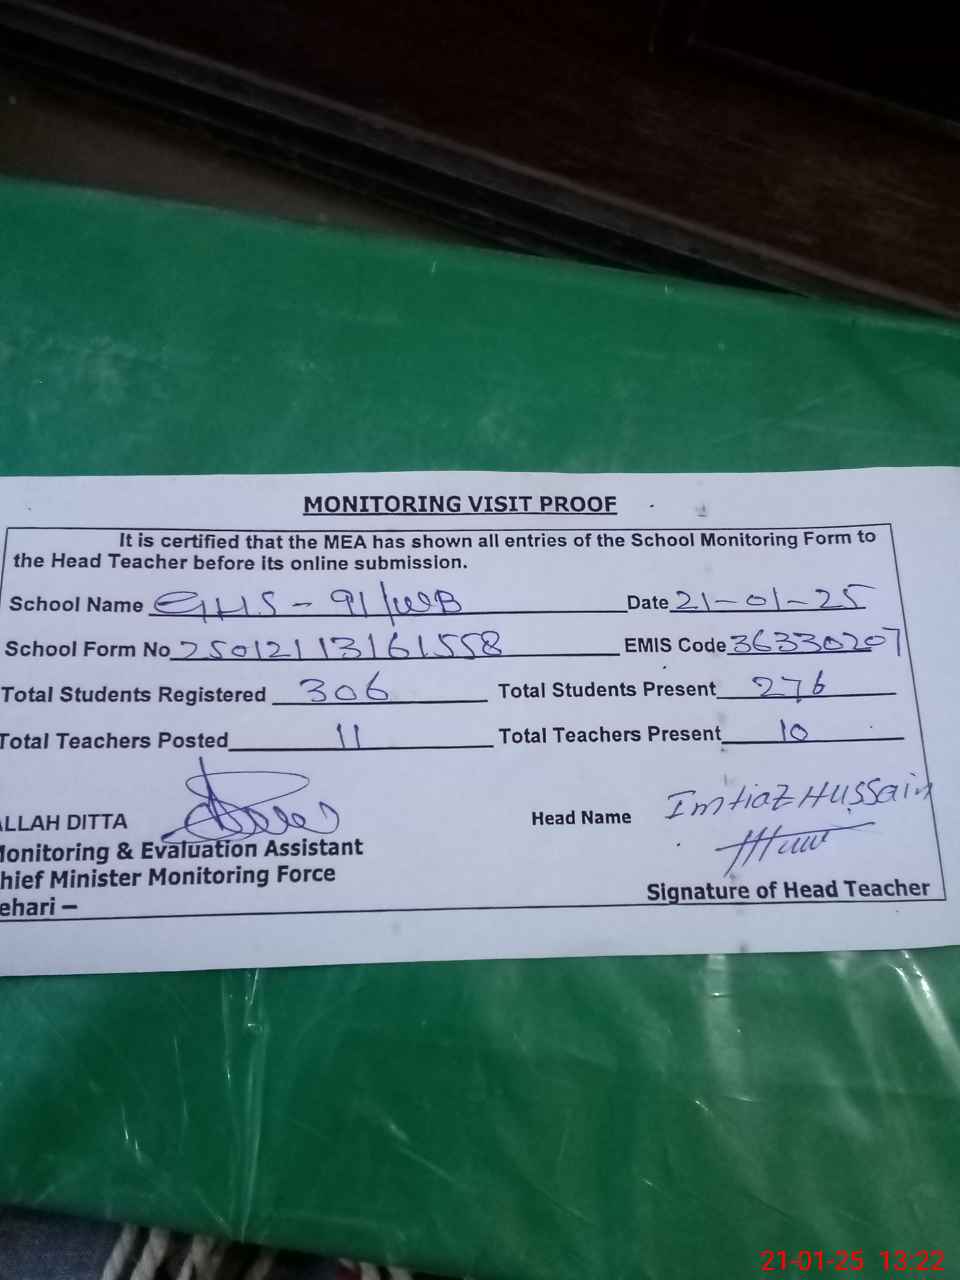 MONITORING VISIT PROOF
It is certified that the MEA has shown all entries of the School Monitoring Form to
the Head Teacher before its online submission.
School Name GHS - 91/WB Date 21-01-25
School Form No 25012113161558 EMIS Code 36330207
Total Students Registered 306 Total Students Present 276
Total Teachers Posted 11 Total Teachers Present 10
ALLAH DITTA Head Name Imtiaz Hussain
Monitoring & Evaluation Assistant
Chief Minister Monitoring Force
Signature of Head Teacher
ehari –
21-01-25 13:22